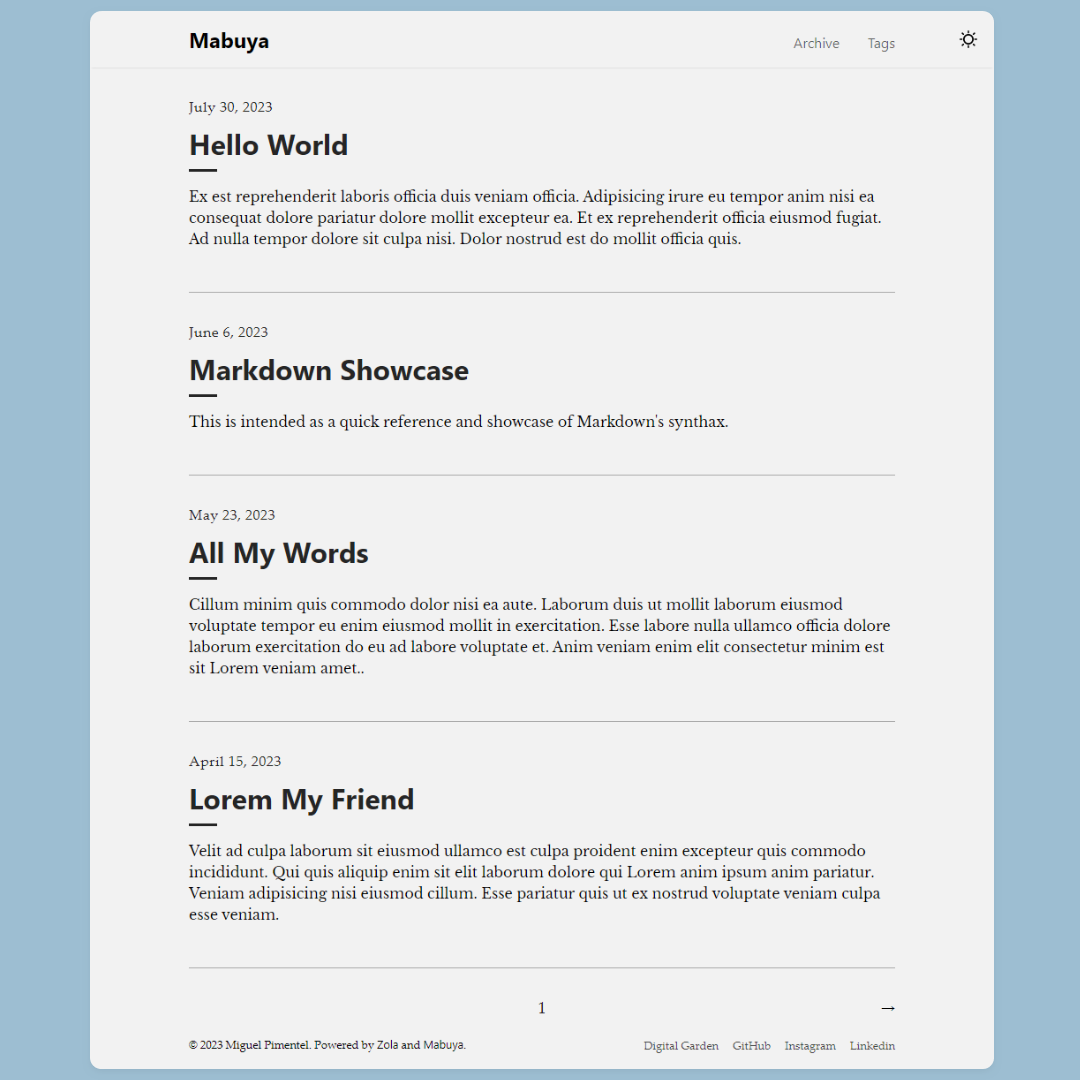 Mabuya
Archive Tags
July 30, 2023
Hello World
Ex est reprehenderit laboris officia duis veniam officia. Adipisicing irure eu tempor anim nisi ea
consequat dolore pariatur dolore mollit excepteur ea. Et ex reprehenderit officia eiusmod fugiat.
Ad nulla tempor dolore sit culpa nisi. Dolor nostrud est do mollit officia quis.
June 6, 2023
Markdown Showcase
This is intended as a quick reference and showcase of Markdown's synthax.
May 23, 2023
All My Words
Cillum minim quis commodo dolor nisi ea aute. Laborum duis ut mollit laborum eiusmod
voluptate tempor eu enim eiusmod mollit in exercitation. Esse labore nulla ullamco officia dolore
laborum exercitation do eu ad labore voluptate et. Anim veniam enim elit consectetur minim est
sit Lorem veniam amet..
April 15, 2023
Lorem My Friend
Velit ad culpa laborum sit eiusmod ullamco est culpa proident enim excepteur quis commodo
incididunt. Qui quis aliquip enim sit elit laborum dolore qui Lorem anim ipsum anim pariatur.
Veniam adipisicing nisi eiusmod cillum. Esse pariatur quis ut ex nostrud voluptate veniam culpa
esse veniam.
1 →
© 2023 Miguel Pimentel. Powered by Zola and Mabuya. Digital Garden GitHub Instagram Linkedin